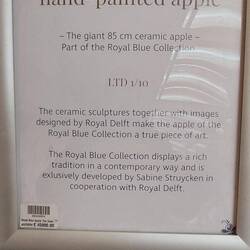 hand-painted apple
– The giant 85 cm ceramic apple –
Part of the Royal Blue Collection
LTD 1/10
The ceramic sculptures together with images
designed by Royal Delft make the apple of the
Royal Blue Collection a true piece of art.
The Royal Blue Collection displays a rich
tradition in a contemporary way and is
exlusively developed by Sabine Struycken in
cooperation with Royal Delft.